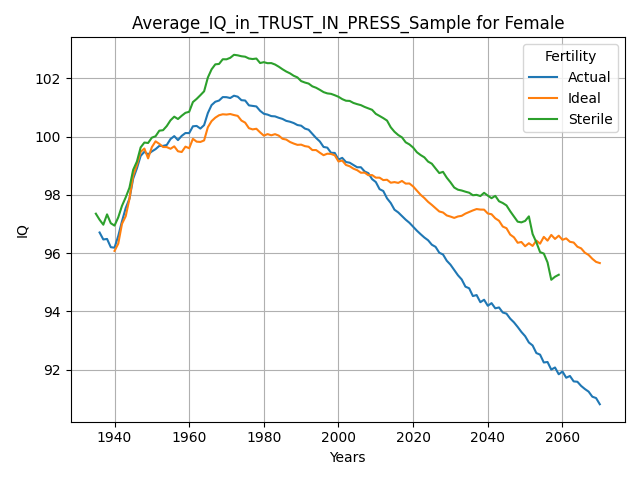 Average_IQ_in_TRUST_IN_PRESS_Sample for Female
Fertility
Actual
Ideal
Sterile
IQ
102
100
98
96
94
92
1940 1960 1980 2000 2020 2040 2060
Years